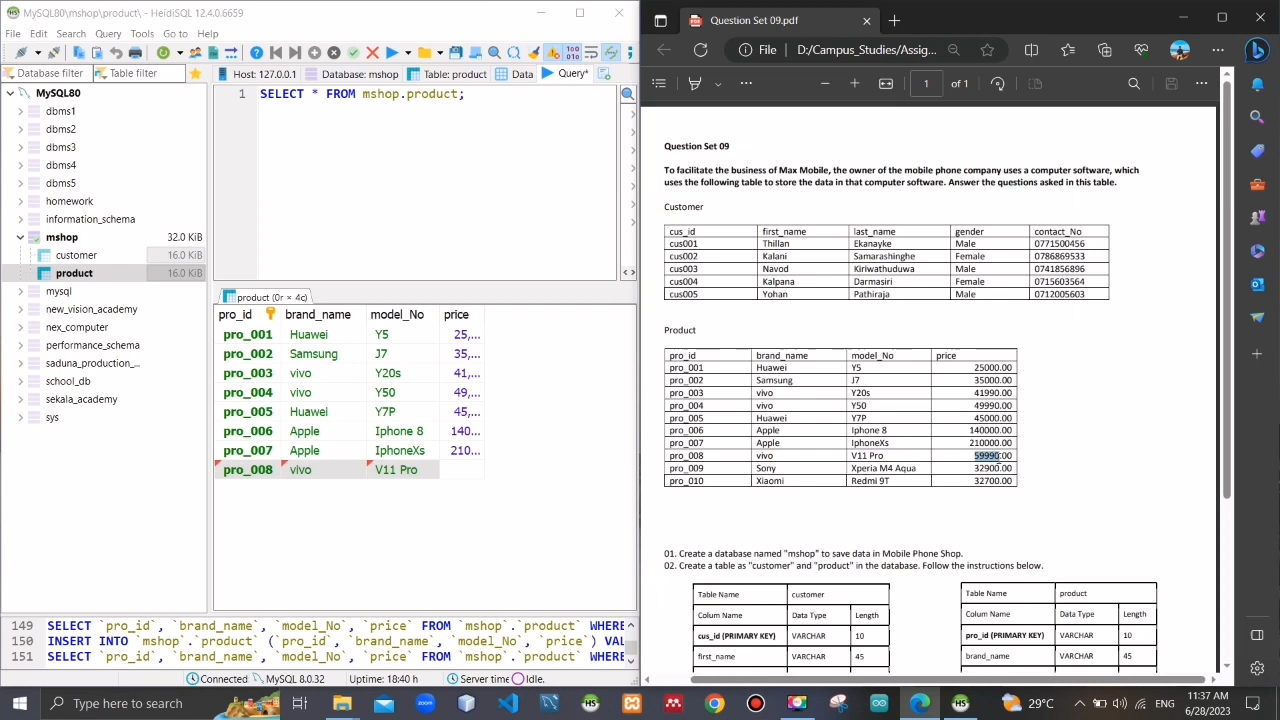 MySQL80\mshop\product\ - HeidiSQL 12.4.0.6659
File Edit Search Query Tools Go to Help
Database filter Table filter
Host: 127.0.0.1 Database: mshop Table: product Data Query*
MySQL80
dbms1
dbms2
dbms3
dbms4
dbms5
homework
information_schema
mshop 32.0 KiB
customer 16.0 KiB
product 16.0 KiB
mysql
new_vision_academy
nex_computer
performance_schema
saduna_production_...
school_db
sekala_academy
sys
1 SELECT * FROM mshop.product;
product (0r × 4c)
pro_id brand_name model_No price
pro_001 Huawei Y5 25,...
pro_002 Samsung J7 35,...
pro_003 vivo Y20s 41,...
pro_004 vivo Y50 49,...
pro_005 Huawei Y7P 45,...
pro_006 Apple Iphone 8 140...
pro_007 Apple IphoneXs 210...
pro_008 vivo V11 Pro
149 SELECT `pro_id`, `brand_name`, `model_No`, `price` FROM `mshop`.`product` WHERE
150 INSERT INTO `mshop`.`product` (`pro_id`, `brand_name`, `model_No`, `price`) VAL
151 SELECT `pro_id`, `brand_name`, `model_No`, `price` FROM `mshop`.`product` WHERE
Connected: MySQL 8.0.32 Uptime: 18:40 h Server time Idle.
Question Set 09.pdf
File D:/Campus_Studies/Assig...
1 of 1
Question Set 09
To facilitate the business of Max Mobile, the owner of the mobile phone company uses a computer software, which
uses the following table to store the data in that computer software. Answer the questions asked in this table.
Customer
cus_id first_name last_name gender contact_No
cus001 Thillan Ekanayke Male 0771500456
cus002 Kalani Samarashinghe Female 0786869533
cus003 Navod Kiriwathuduwa Male 0741856896
cus004 Kalpana Darmasiri Female 0715603564
cus005 Yohan Pathiraja Male 0712005603
Product
pro_id brand_name model_No price
pro_001 Huawei Y5 25000.00
pro_002 Samsung J7 35000.00
pro_003 vivo Y20s 41990.00
pro_004 vivo Y50 49990.00
pro_005 Huawei Y7P 45000.00
pro_006 Apple Iphone 8 140000.00
pro_007 Apple IphoneXs 210000.00
pro_008 vivo V11 Pro 59990.00
pro_009 Sony Xperia M4 Aqua 32900.00
pro_010 Xiaomi Redmi 9T 32700.00
01. Create a database named "mshop" to save data in Mobile Phone Shop.
02. Create a table as "customer" and "product" in the database. Follow the instructions below.
Table Name customer
Colum Name Data Type Length
cus_id (PRIMARY KEY) VARCHAR 10
first_name VARCHAR 45
Table Name product
Colum Name Data Type Length
pro_id (PRIMARY KEY) VARCHAR 10
brand_name VARCHAR 45
Type here to search
zoom
29°C
ENG
11:37 AM
6/28/2023